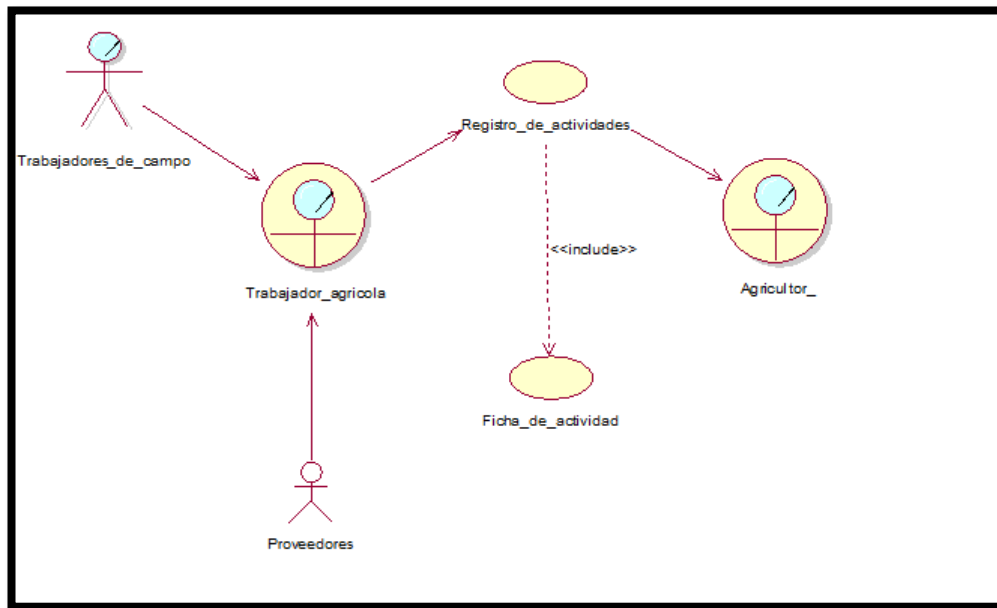 Trabajadores_de_campo
Registro_de_actividades
Trabajador_agricola
<<include>>
Agricultor_
Ficha_de_actividad
Proveedores